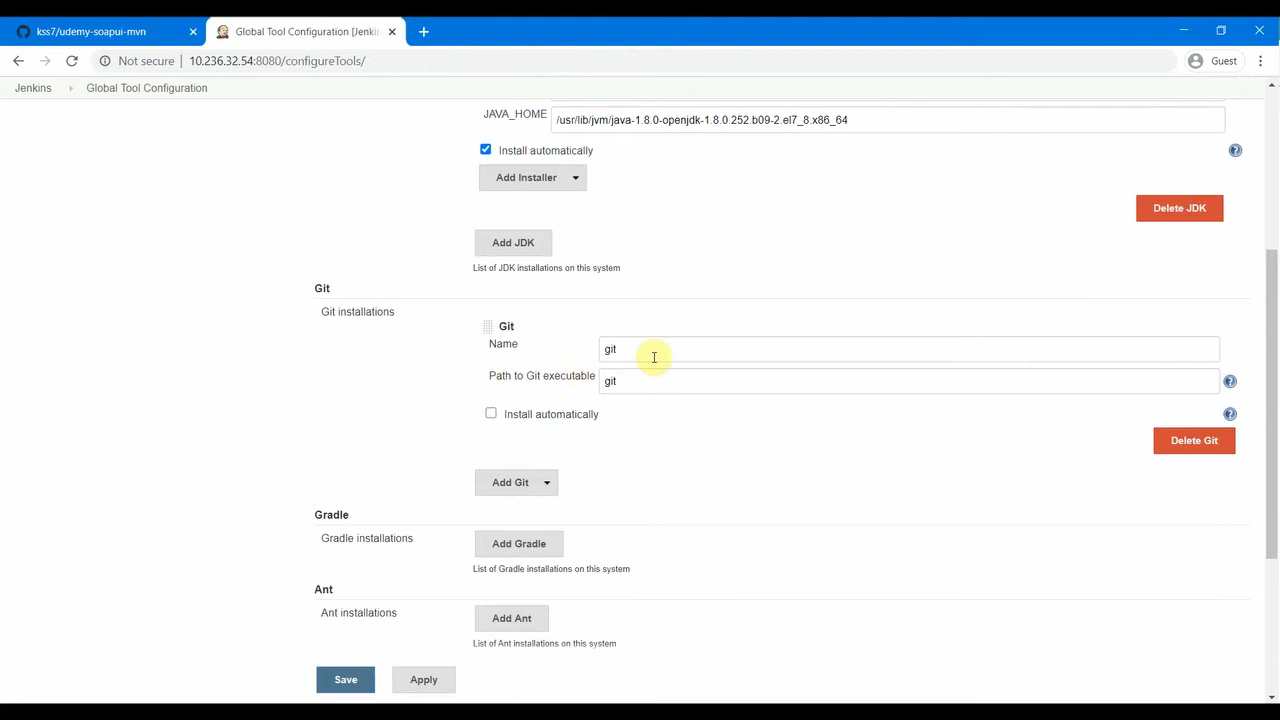 kss7/udemy-soapui-mvn
Global Tool Configuration [Jenki
Not secure
10.236.32.54:8080/configureTools/
Guest
Jenkins
Global Tool Configuration
JAVA_HOME
/usr/lib/jvm/java-1.8.0-openjdk-1.8.0.252.b09-2.el7_8.x86_64
Install automatically
Add Installer
Delete JDK
Add JDK
List of JDK installations on this system
Git
Git installations
Git
Name
git
Path to Git executable
git
Install automatically
Delete Git
Add Git
Gradle
Gradle installations
Add Gradle
List of Gradle installations on this system
Ant
Ant installations
Add Ant
List of Ant installations on this system
Save
Apply